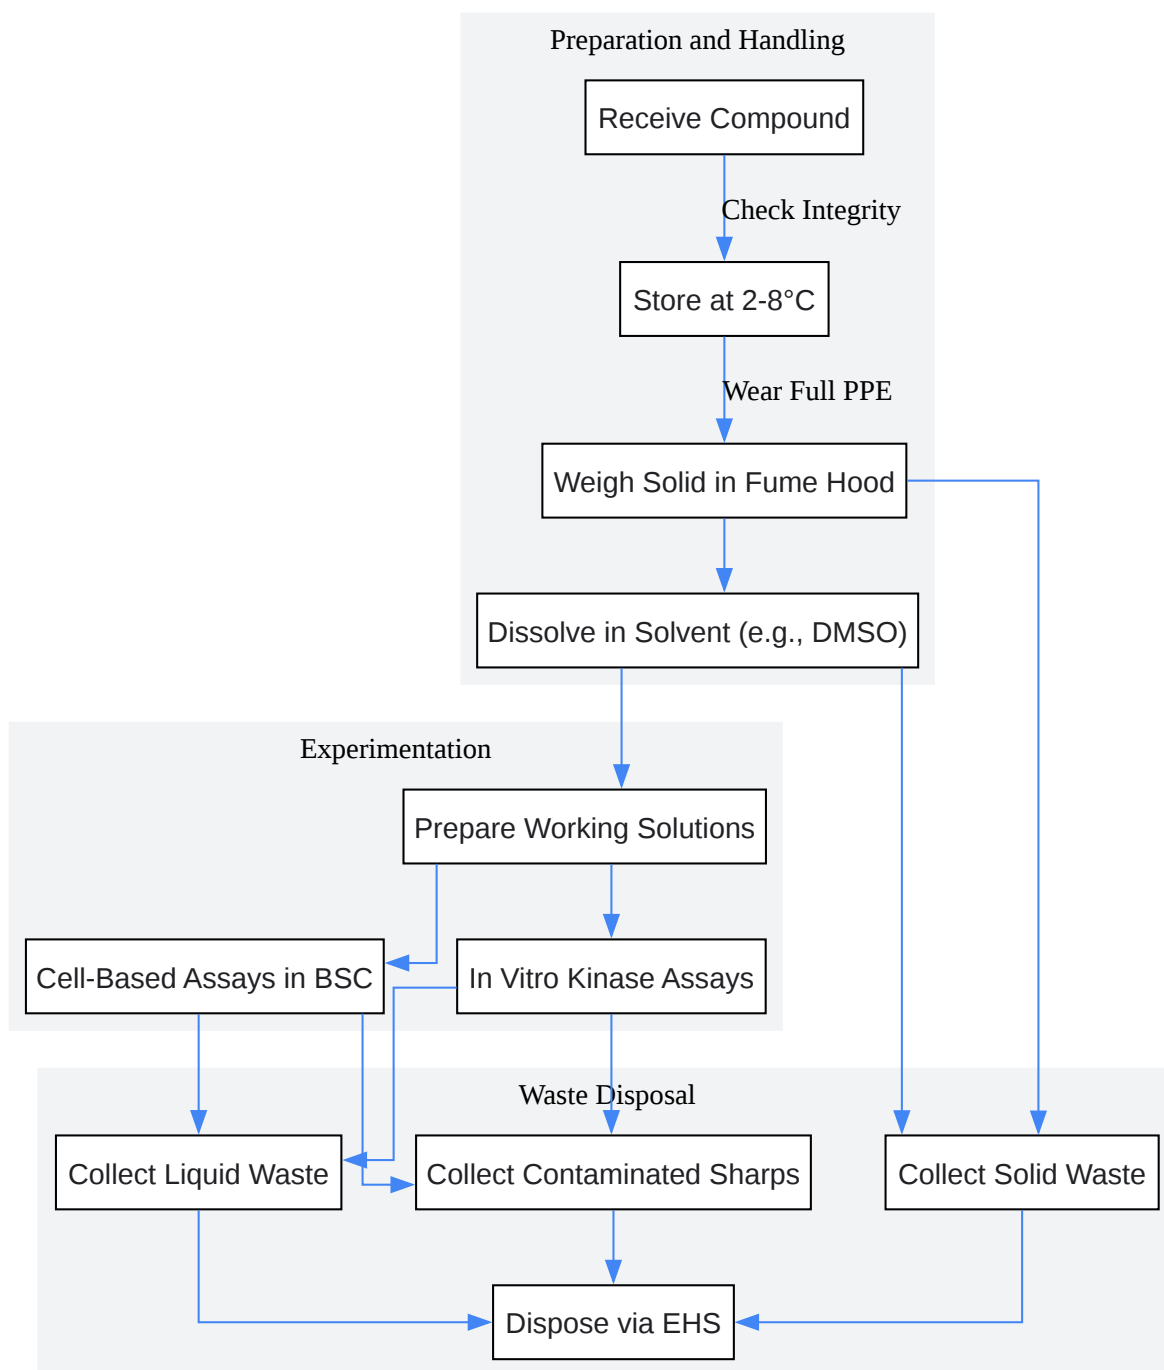 Preparation and Handling
Receive Compound
Check Integrity
Store at 2-8°C
Wear Full PPE
Weigh Solid in Fume Hood
Dissolve in Solvent (e.g., DMSO)
Experimentation
Prepare Working Solutions
Cell-Based Assays in BSC
In Vitro Kinase Assays
Waste Disposal
Collect Liquid Waste
Collect Contaminated Sharps
Collect Solid Waste
Dispose via EHS